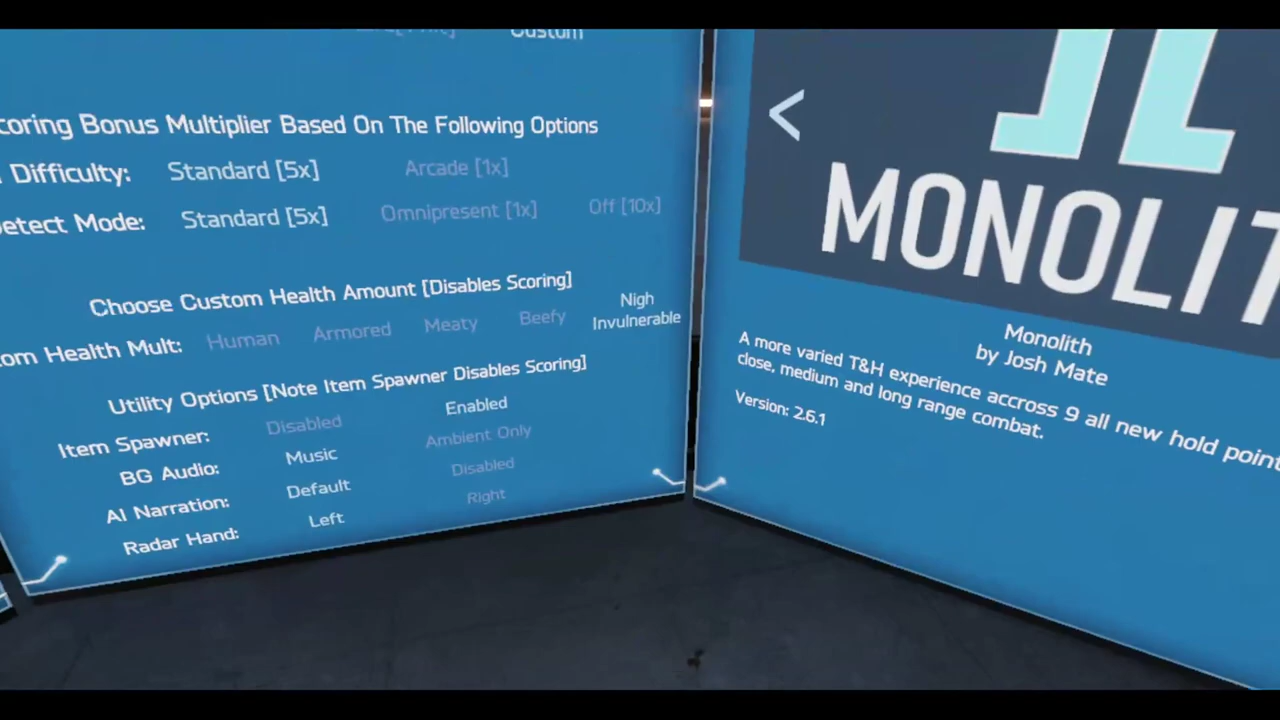 Custom
coring Bonus Multiplier Based On The Following Options
Difficulty: Standard [5x] Arcade [1x]
etect Mode: Standard [5x] Omnipresent [1x] Off [10x]
Choose Custom Health Amount [Disables Scoring]
om Health Mult: Human Armored Meaty Beefy Nigh Invulnerable
Utility Options [Note Item Spawner Disables Scoring]
Item Spawner: Disabled Enabled
BG Audio: Music Ambient Only
AI Narration: Default Disabled
Radar Hand: Left Right
<
MONOLIT
Monolith
by Josh Mate
A more varied T&H experience accross 9 all new hold point
close, medium and long range combat.
Version: 2.6.1